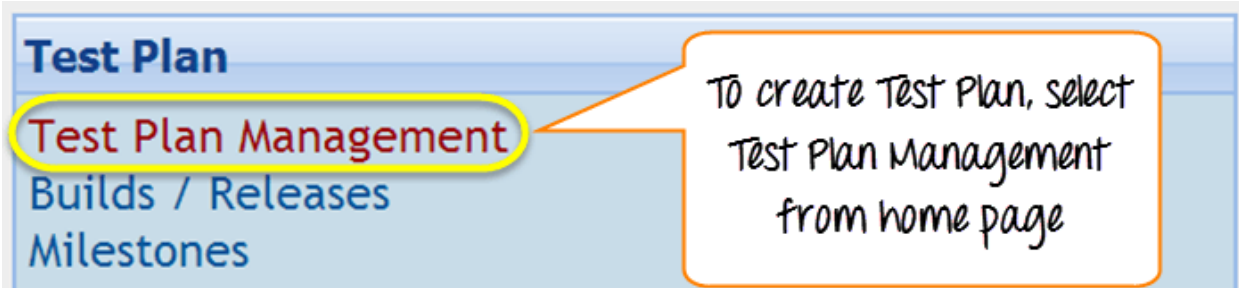 Test Plan
Test Plan Management
Builds / Releases
Milestones
To create Test Plan, select
Test Plan Management
from home page